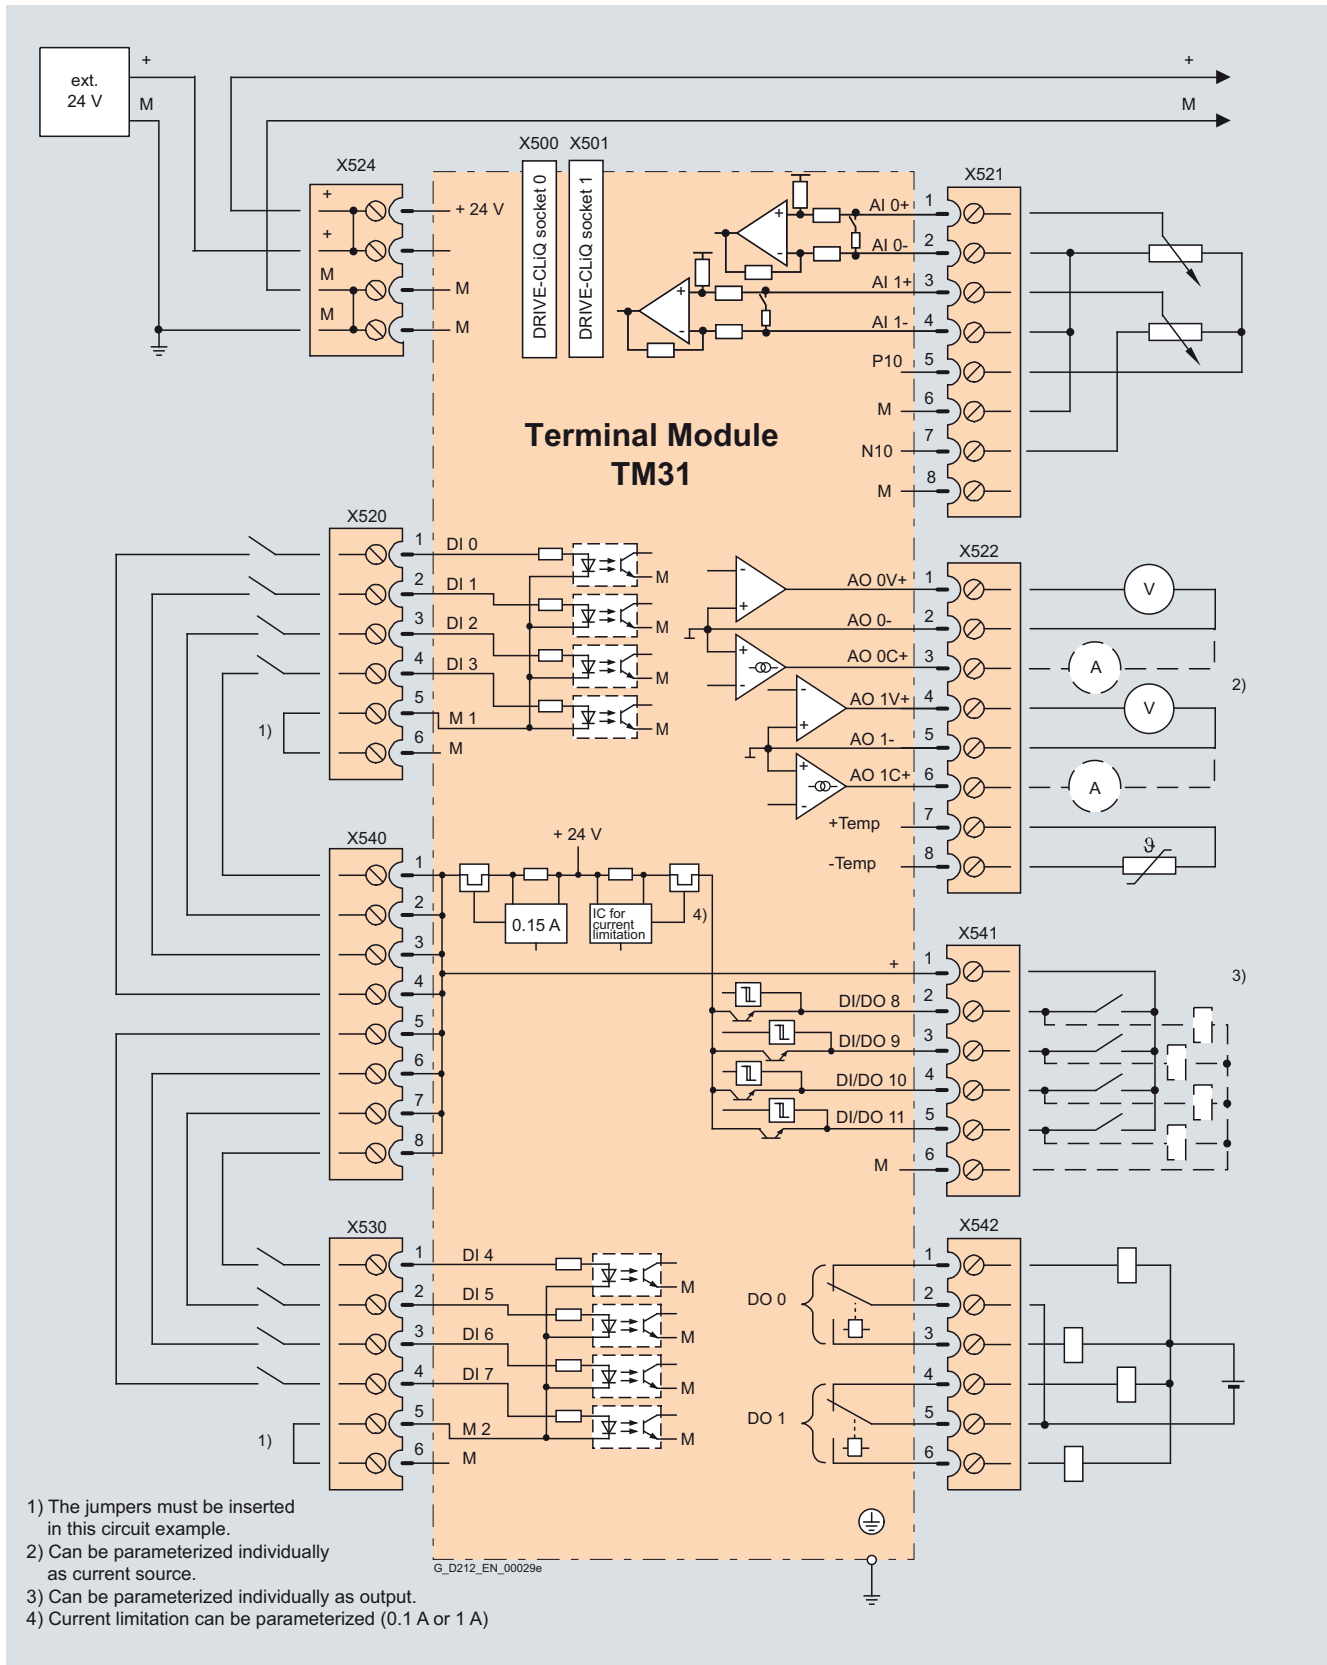 ext.
24 V
+
M
+
M
X500 X501
X524
+
+
M
M
+ 24 V
M
M
DRIVE-CLiQ socket 0
DRIVE-CLiQ socket 1
+
-
+
-
X521
AI 0+ 1
AI 0- 2
AI 1+ 3
AI 1- 4
P10 5
M 6
N10 7
M 8
Terminal Module
TM31
X520
1 DI 0
2 DI 1
3 DI 2
4 DI 3
5 M 1
6 M
1)
M
M
M
M
X522
-
+
+
-
-
+
+
-
AO 0V+ 1
AO 0- 2
AO 0C+ 3
AO 1V+ 4
AO 1- 5
AO 1C+ 6
+Temp 7
-Temp 8
V
A
V
A
2)
ϑ
X540
1
2
3
4
5
6
7
8
+ 24 V
0.15 A
IC for
current
limitation
4)
X541
+ 1
DI/DO 8 2
DI/DO 9 3
DI/DO 10 4
DI/DO 11 5
M 6
3)
X530
1 DI 4
2 DI 5
3 DI 6
4 DI 7
5 M 2
6 M
1)
M
M
M
M
X542
DO 0
DO 1
1
2
3
4
5
6
1) The jumpers must be inserted
in this circuit example.
2) Can be parameterized individually
as current source.
3) Can be parameterized individually as output.
4) Current limitation can be parameterized (0.1 A or 1 A)
G_D212_EN_00029e